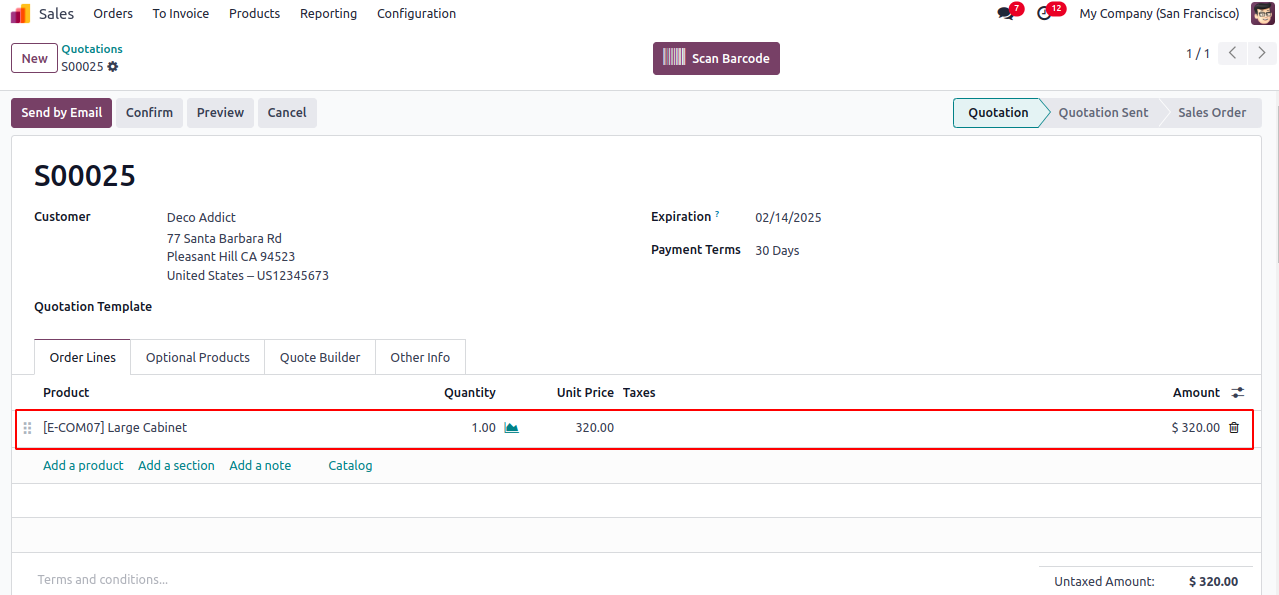 Sales Orders To Invoice Products Reporting Configuration 7 12 My Company (San Francisco)
New Quotations
S00025
Scan Barcode
1 / 1
Send by Email Confirm Preview Cancel Quotation Quotation Sent Sales Order
S00025
Customer Deco Addict Expiration ? 02/14/2025
77 Santa Barbara Rd
Pleasant Hill CA 94523 Payment Terms 30 Days
United States – US12345673
Quotation Template
Order Lines Optional Products Quote Builder Other Info
Product Quantity Unit Price Taxes Amount
[E-COM07] Large Cabinet 1.00 320.00 $ 320.00
Add a product Add a section Add a note Catalog
Terms and conditions...
Untaxed Amount: $ 320.00